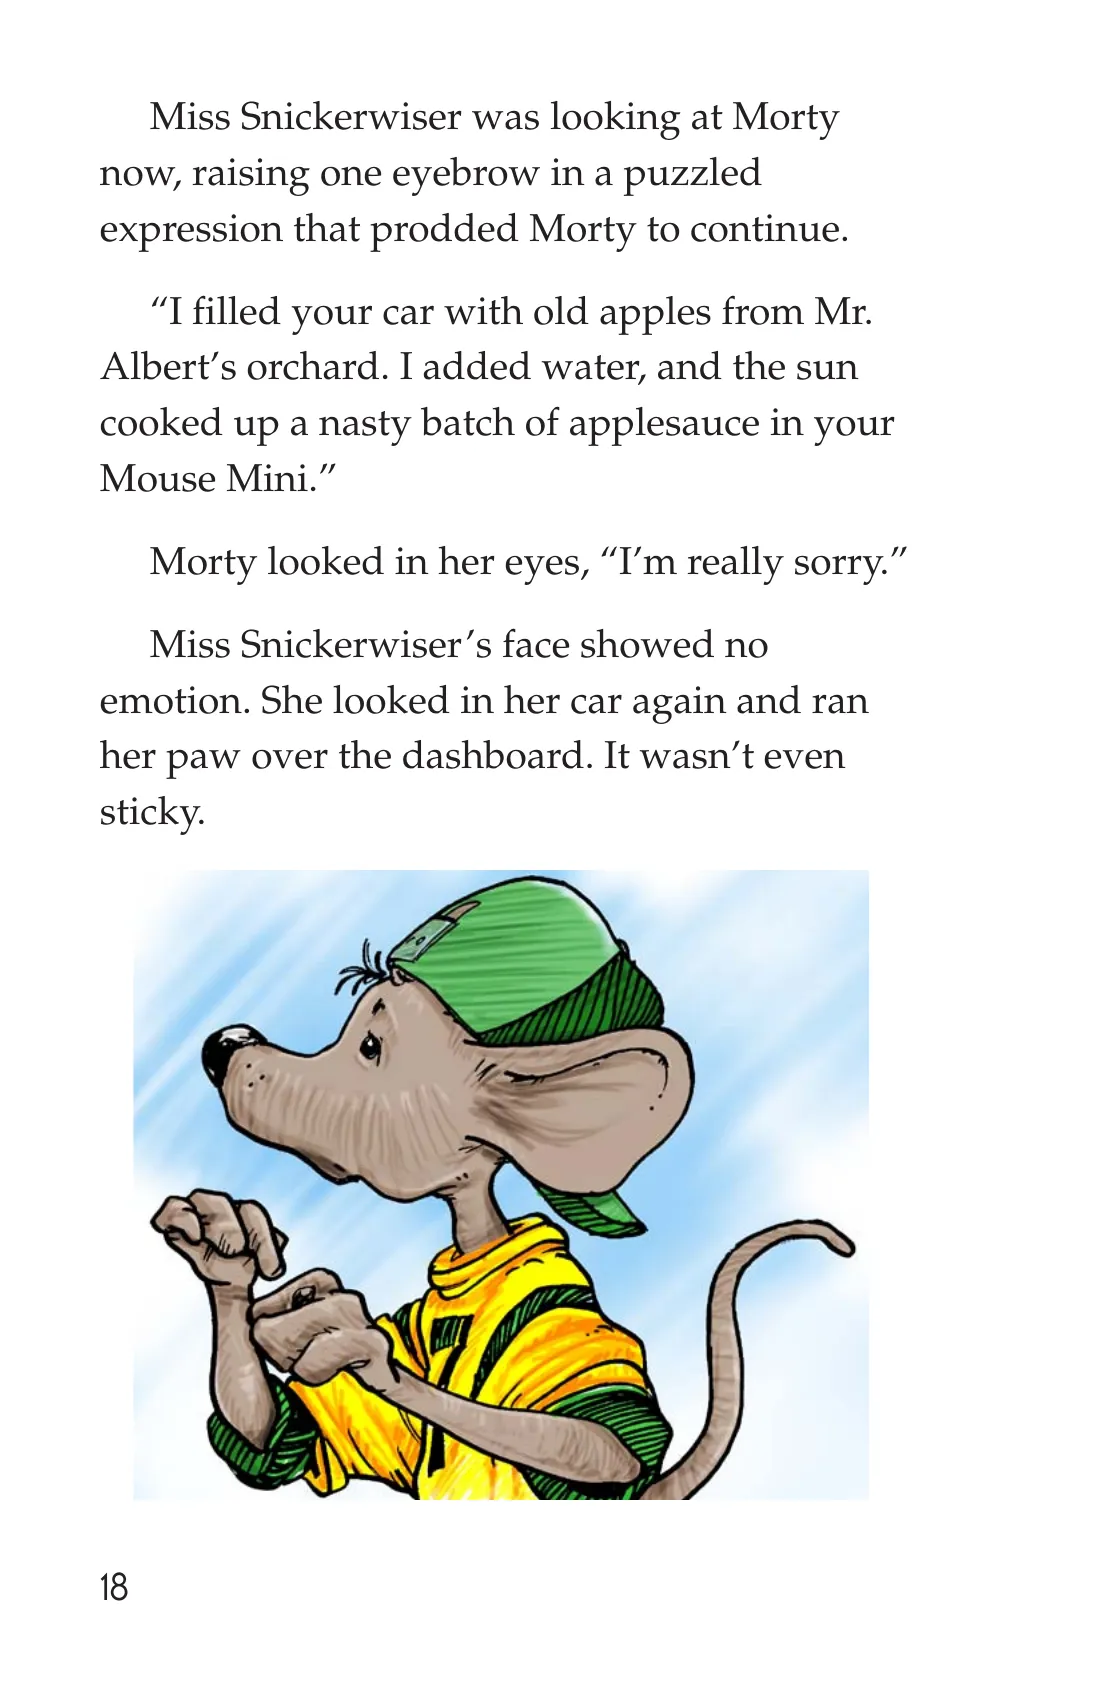 Miss Snickerwiser was looking at Morty
now, raising one eyebrow in a puzzled
expression that prodded Morty to continue.
“I filled your car with old apples from Mr.
Albert’s orchard. I added water, and the sun
cooked up a nasty batch of applesauce in your
Mouse Mini.”
Morty looked in her eyes, “I’m really sorry.”
Miss Snickerwiser’s face showed no
emotion. She looked in her car again and ran
her paw over the dashboard. It wasn’t even
sticky.
18